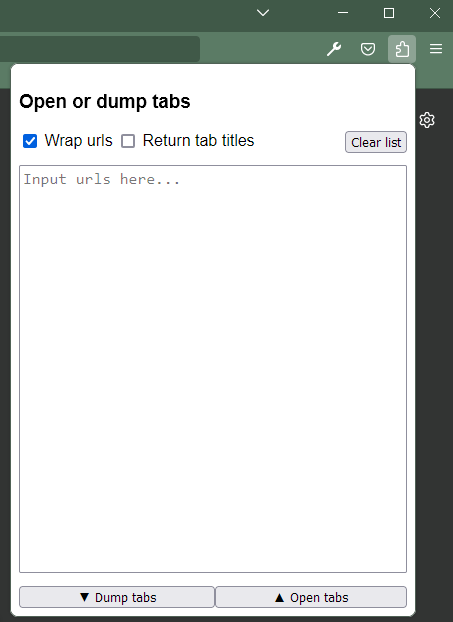 Open or dump tabs
Wrap urls Return tab titles Clear list
Input urls here...
▼ Dump tabs ▲ Open tabs